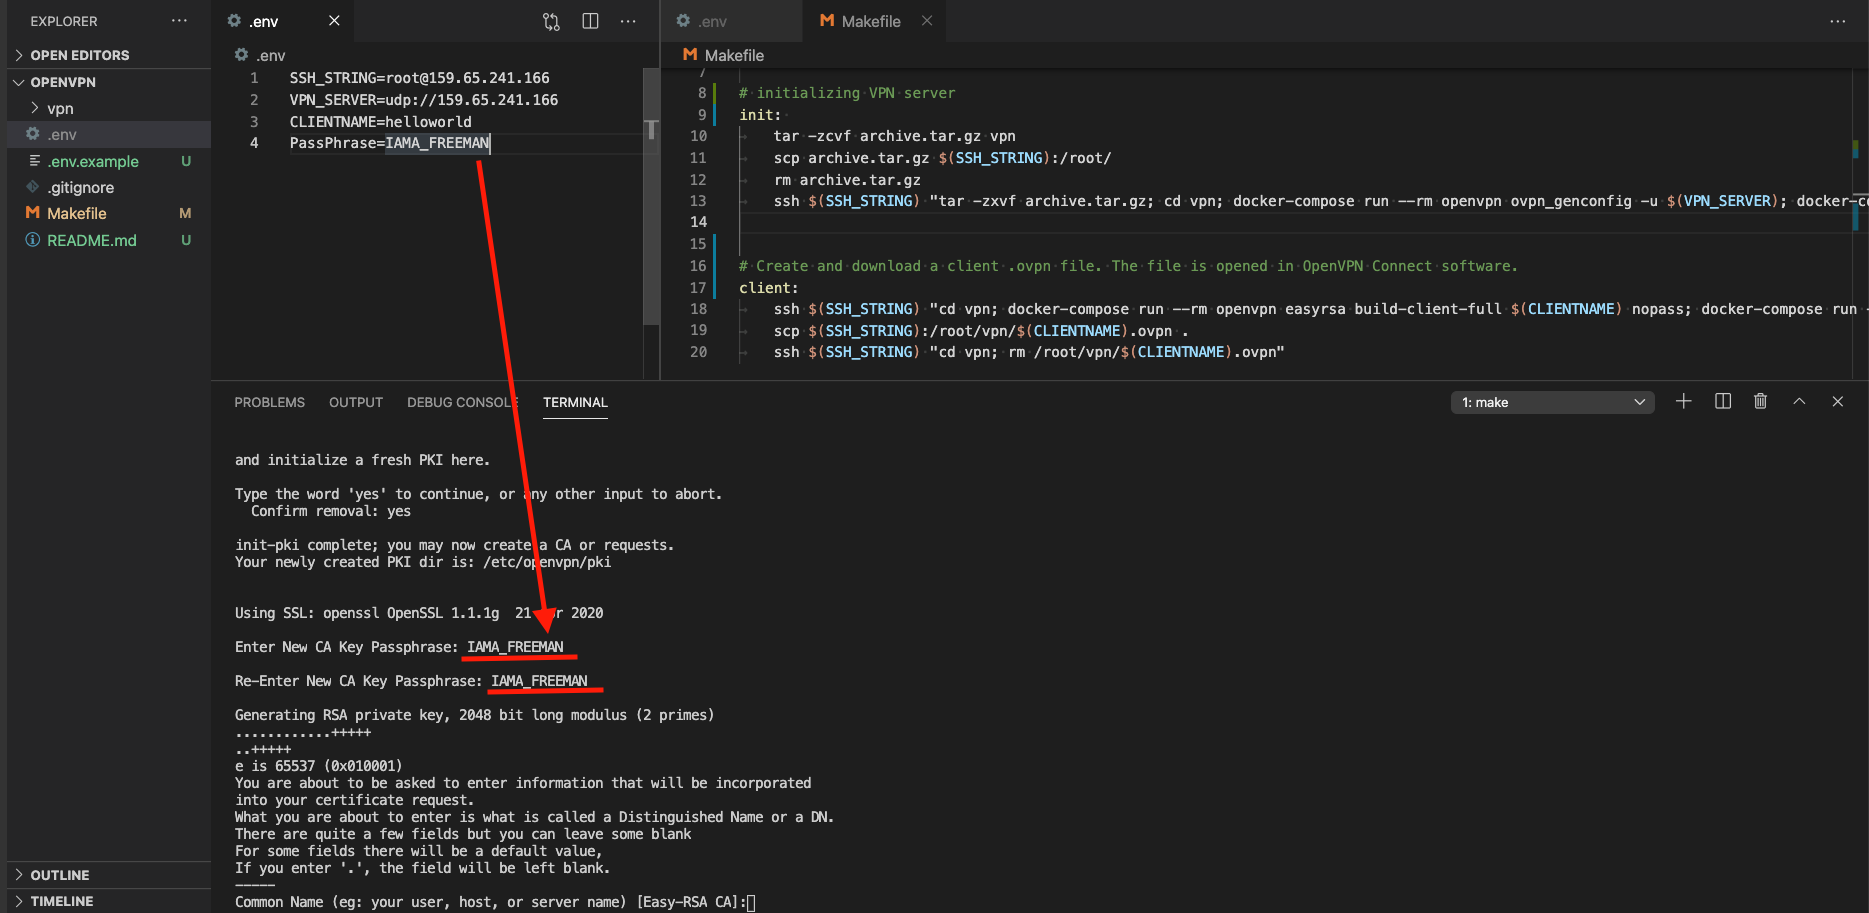 EXPLORER
OPEN EDITORS
OPENVPN
vpn
.env
.env.example U
.gitignore
Makefile M
README.md U
OUTLINE
TIMELINE
.env
.env
1 SSH_STRING=root@159.65.241.166
2 VPN_SERVER=udp://159.65.241.166
3 CLIENTNAME=helloworld
4 PassPhrase=IAMA_FREEMAN
.env Makefile
Makefile
7
8 # initializing VPN server
9 init:
10 tar -zcvf archive.tar.gz vpn
11 scp archive.tar.gz $(SSH_STRING):/root/
12 rm archive.tar.gz
13 ssh $(SSH_STRING) "tar -zxvf archive.tar.gz; cd vpn; docker-compose run --rm openvpn ovpn_genconfig -u $(VPN_SERVER); docker-co
14
15
16 # Create and download a client .ovpn file. The file is opened in OpenVPN Connect software.
17 client:
18 ssh $(SSH_STRING) "cd vpn; docker-compose run --rm openvpn easyrsa build-client-full $(CLIENTNAME) nopass; docker-compose run -
19 scp $(SSH_STRING):/root/vpn/$(CLIENTNAME).ovpn .
20 ssh $(SSH_STRING) "cd vpn; rm /root/vpn/$(CLIENTNAME).ovpn"
PROBLEMS OUTPUT DEBUG CONSOLE TERMINAL
1: make
and initialize a fresh PKI here.
Type the word 'yes' to continue, or any other input to abort.
Confirm removal: yes
init-pki complete; you may now create a CA or requests.
Your newly created PKI dir is: /etc/openvpn/pki
Using SSL: openssl OpenSSL 1.1.1g 21 2020
Enter New CA Key Passphrase: IAMA_FREEMAN
Re-Enter New CA Key Passphrase: IAMA_FREEMAN
Generating RSA private key, 2048 bit long modulus (2 primes)
............+++++
..+++++
e is 65537 (0x010001)
You are about to be asked to enter information that will be incorporated
into your certificate request.
What you are about to enter is what is called a Distinguished Name or a DN.
There are quite a few fields but you can leave some blank
For some fields there will be a default value,
If you enter '.', the field will be left blank.
-----
Common Name (eg: your user, host, or server name) [Easy-RSA CA]: